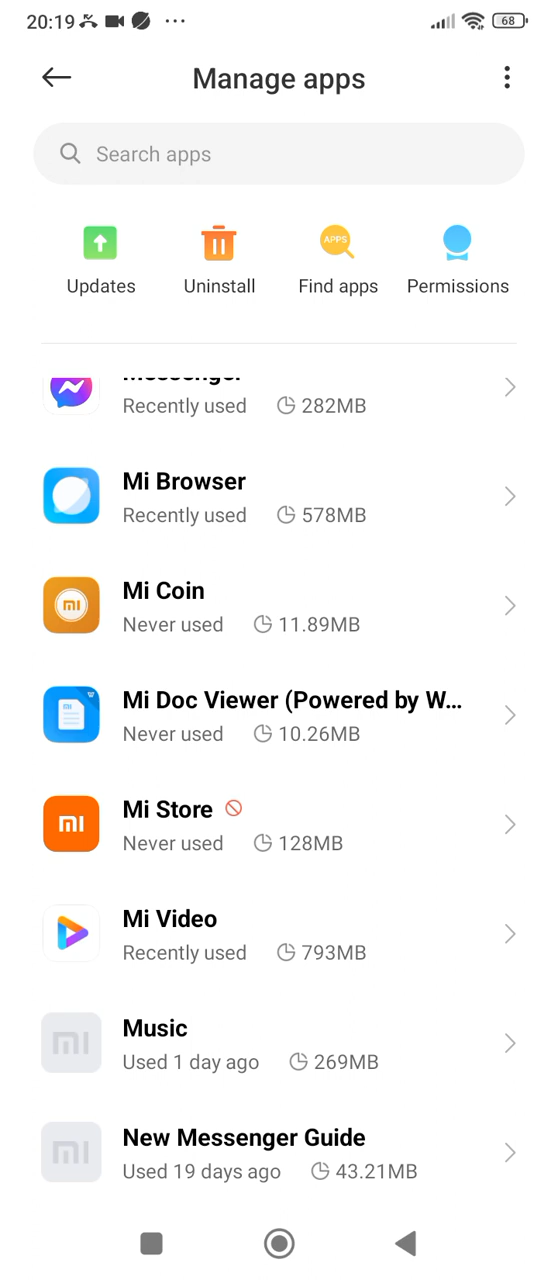 20:19 ... 68
Manage apps
Search apps
APPS
Updates Uninstall Find apps Permissions
Messenger
Recently used 282MB
Mi Browser
Recently used 578MB
Mi Coin
Never used 11.89MB
Mi Doc Viewer (Powered by W...
Never used 10.26MB
Mi Store
Never used 128MB
Mi Video
Recently used 793MB
Music
Used 1 day ago 269MB
New Messenger Guide
Used 19 days ago 43.21MB